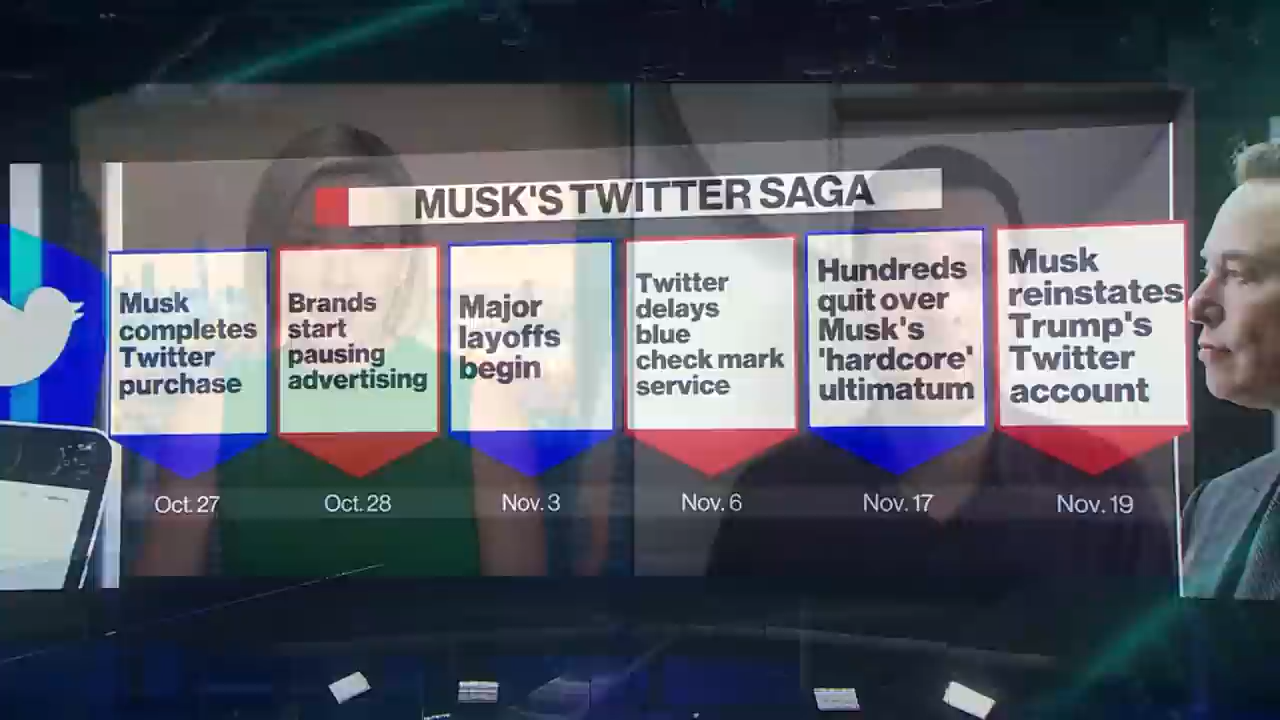 MUSK'S TWITTER SAGA
Musk
completes
Twitter
purchase
Oct. 27
Brands
start
pausing
advertising
Oct. 28
Major
layoffs
begin
Nov. 3
Twitter
delays
blue
check mark
service
Nov. 6
Hundreds
quit over
Musk's
'hardcore'
ultimatum
Nov. 17
Musk
reinstates
Trump's
Twitter
account
Nov. 19